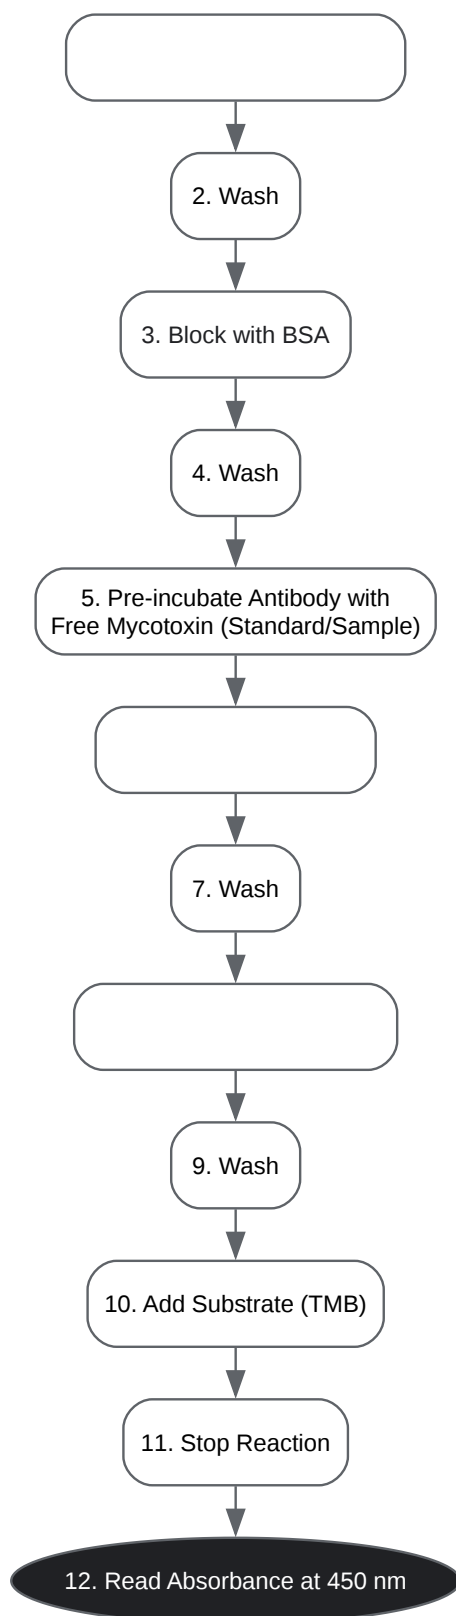 2. Wash
3. Block with BSA
4. Wash
5. Pre-incubate Antibody with
Free Mycotoxin (Standard/Sample)
7. Wash
9. Wash
10. Add Substrate (TMB)
11. Stop Reaction
12. Read Absorbance at 450 nm